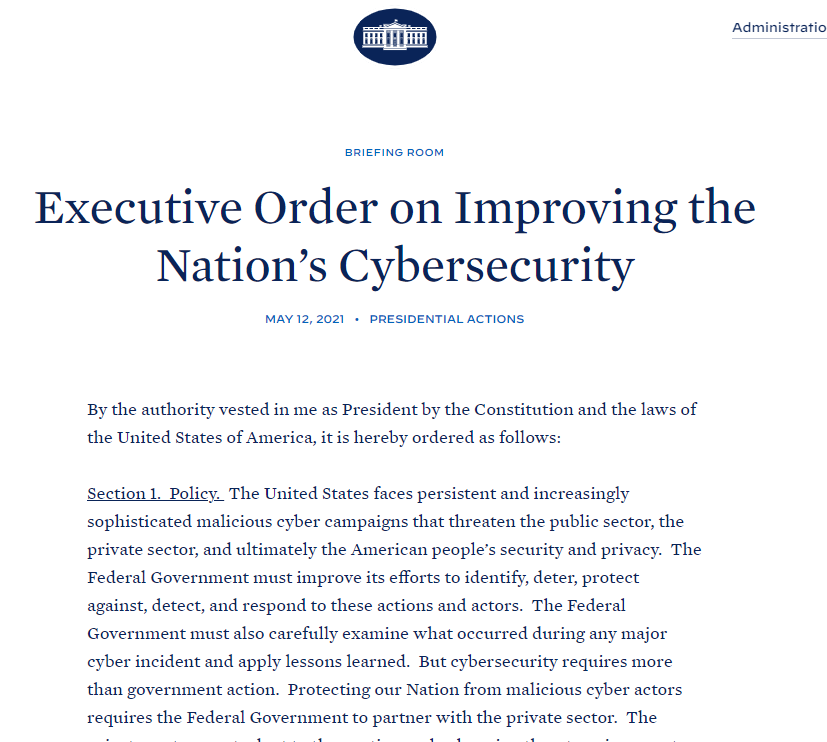 Administratio
BRIEFING ROOM
Executive Order on Improving the
Nation’s Cybersecurity
MAY 12, 2021 • PRESIDENTIAL ACTIONS
By the authority vested in me as President by the Constitution and the laws of
the United States of America, it is hereby ordered as follows:
Section 1.  Policy.  The United States faces persistent and increasingly
sophisticated malicious cyber campaigns that threaten the public sector, the
private sector, and ultimately the American people’s security and privacy.  The
Federal Government must improve its efforts to identify, deter, protect
against, detect, and respond to these actions and actors.  The Federal
Government must also carefully examine what occurred during any major
cyber incident and apply lessons learned.  But cybersecurity requires more
than government action.  Protecting our Nation from malicious cyber actors
requires the Federal Government to partner with the private sector.  The